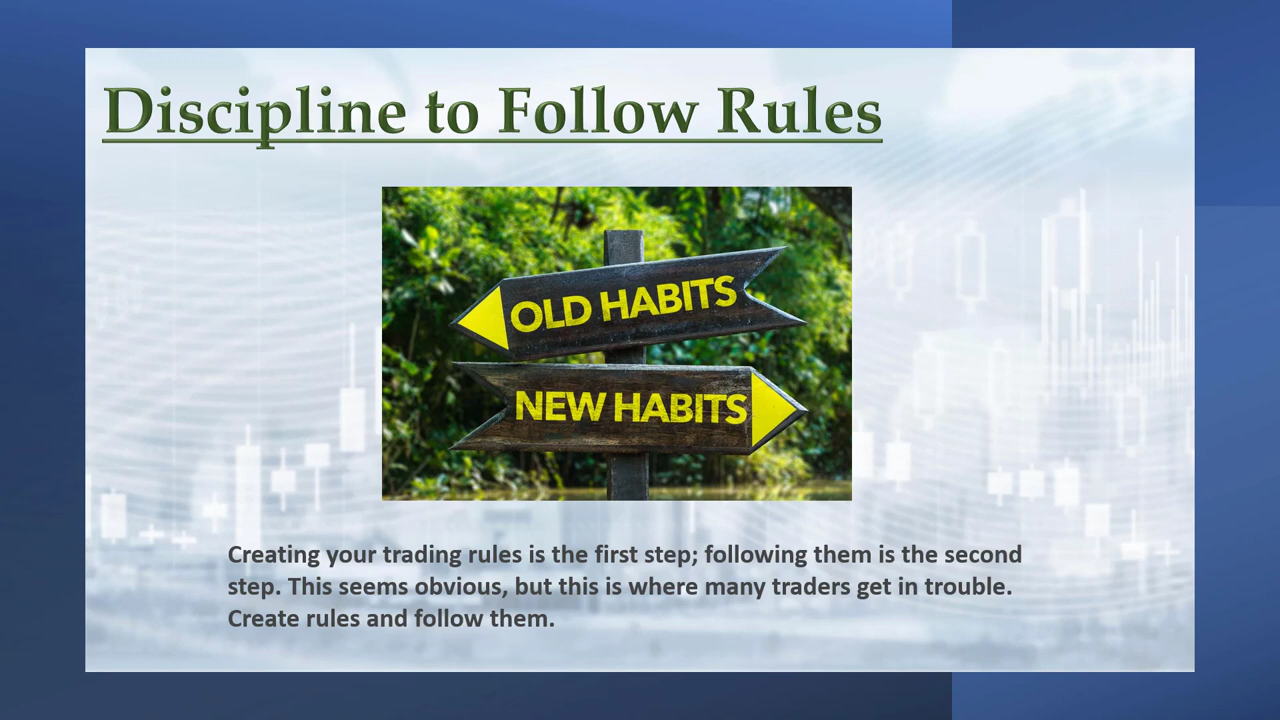 Discipline to Follow Rules
OLD HABITS
NEW HABITS
Creating your trading rules is the first step; following them is the second
step. This seems obvious, but this is where many traders get in trouble.
Create rules and follow them.